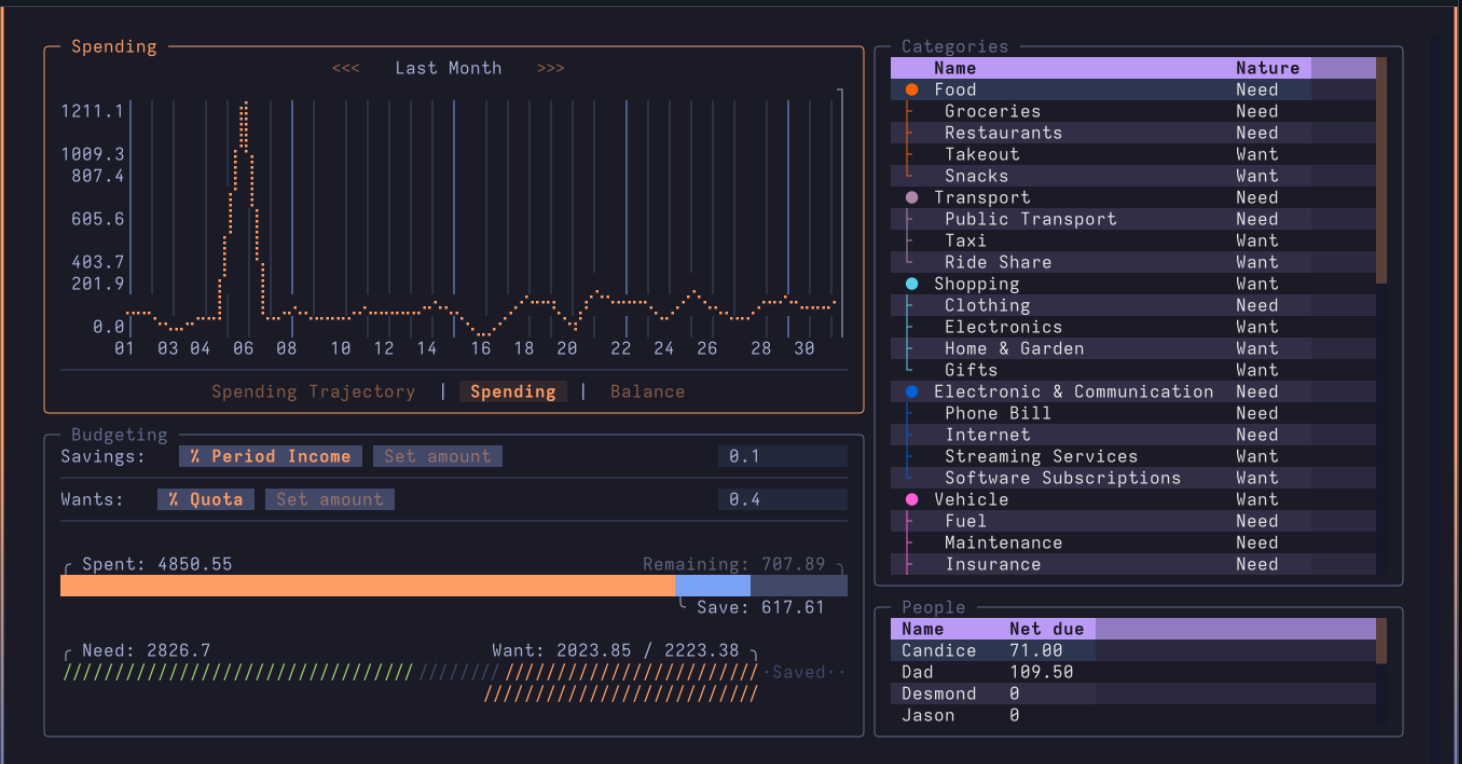 Spending
<<< Last Month >>>
1211.1
1009.3
807.4
605.6
403.7
201.9
0.0
01 03 04 06 08 10 12 14 16 18 20 22 24 26 28 30
Spending Trajectory | Spending | Balance
Budgeting
Savings: % Period Income Set amount 0.1
Wants: % Quota Set amount 0.4
Spent: 4850.55 Remaining: 707.89
Save: 617.61
Need: 2826.7 Want: 2023.85 / 2223.38
Saved
Categories
Name Nature
Food Need
Groceries Need
Restaurants Need
Takeout Want
Snacks Want
Transport Need
Public Transport Need
Taxi Want
Ride Share Want
Shopping Want
Clothing Need
Electronics Want
Home & Garden Want
Gifts Want
Electronic & Communication Need
Phone Bill Need
Internet Need
Streaming Services Want
Software Subscriptions Want
Vehicle Want
Fuel Need
Maintenance Need
Insurance Need
People
Name Net due
Candice 71.00
Dad 109.50
Desmond 0
Jason 0